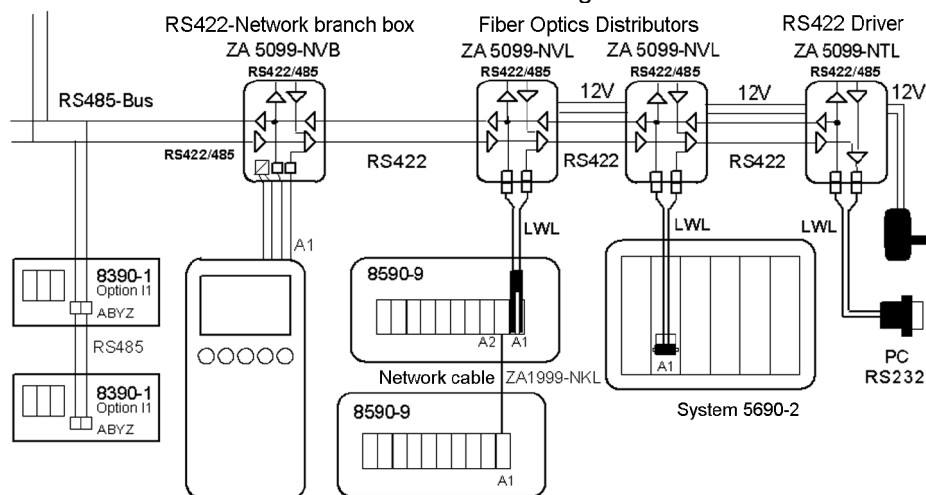 RS422-Network branch box
Fiber Optics Distributors
RS422 Driver
ZA 5099-NVB
ZA 5099-NVL
ZA 5099-NVL
ZA 5099-NTL
RS422/485
RS422/485
RS422/485
RS422/485
12V
12V
12V
RS485-Bus
RS422/485
RS422
RS422
RS422
A1
LWL
LWL
LWL
8390-1
Option I1
ABYZ
RS485
8390-1
Option I1
ABYZ
8590-9
A2
A1
Network cable
ZA1999-NKL
8590-9
A1
A1
System 5690-2
PC
RS232